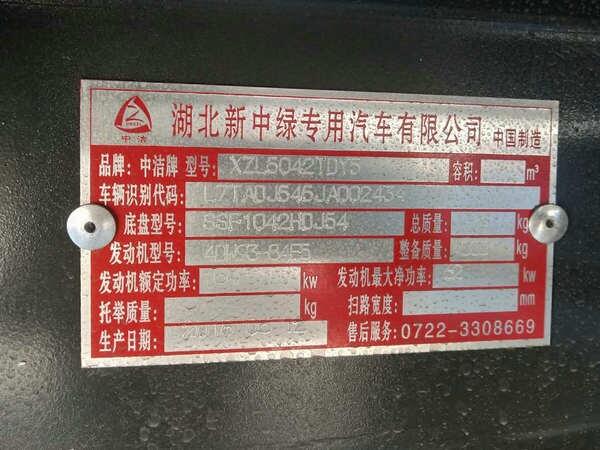 湖北新中绿专用汽车有限公司 中国制造
中洁
品牌：中洁牌 型号： XZL5042TDY5 容积： m³
车辆识别代码：
底盘型号： SSF1042HDJ54 总质量： kg
发动机型号： 整备质量： kg
发动机额定功率： kw 发动机最大净功率： kw
托举质量： kg 扫路宽度： mm
生产日期： 售后服务：0722-3308669